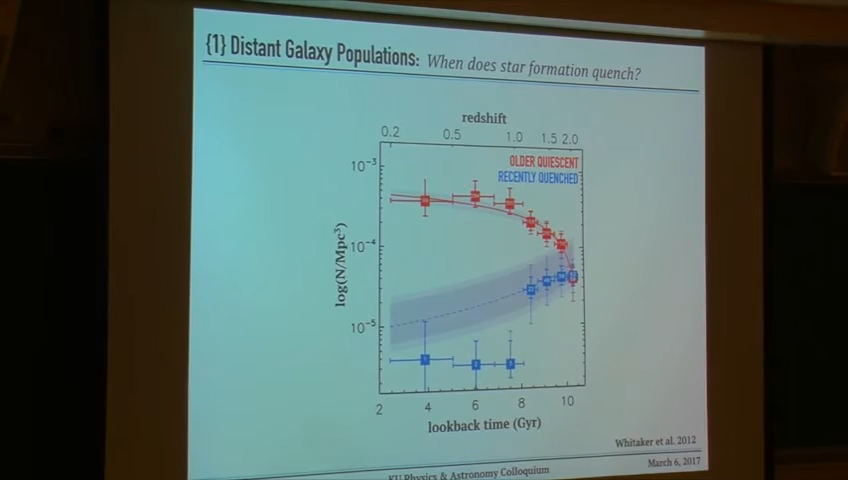 {1} Distant Galaxy Populations: When does star formation quench?
redshift
0.2 0.5 1.0 1.5 2.0
OLDER QUIESCENT
RECENTLY QUENCHED
10⁻³
10⁻⁴
10⁻⁵
log(N/Mpc³)
2 4 6 8 10
lookback time (Gyr)
Whitaker et al. 2012
KU Physics & Astronomy Colloquium
March 6, 2017